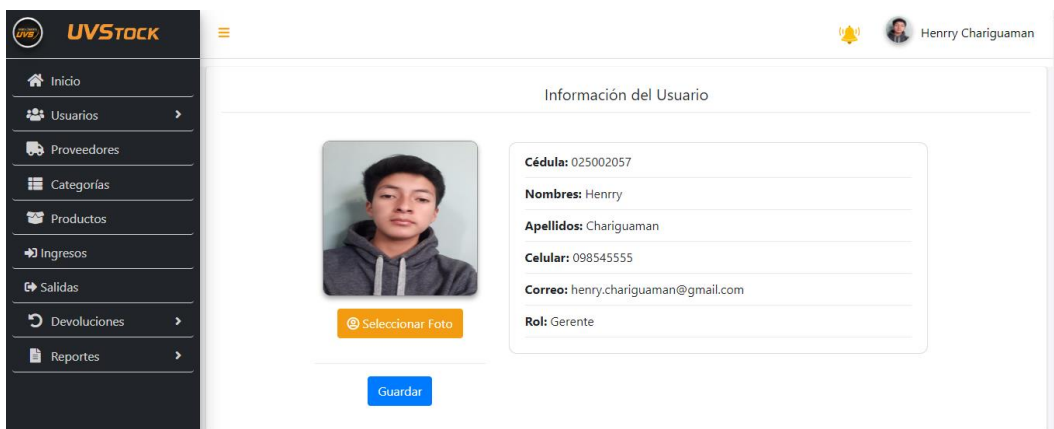 UVS
UVSTOCK
Henrry Chariguaman
Inicio
Usuarios
Proveedores
Categorías
Productos
Ingresos
Salidas
Devoluciones
Reportes
Información del Usuario
Cédula: 025002057
Nombres: Henrry
Apellidos: Chariguaman
Celular: 098545555
Correo: henry.chariguaman@gmail.com
Rol: Gerente
Seleccionar Foto
Guardar